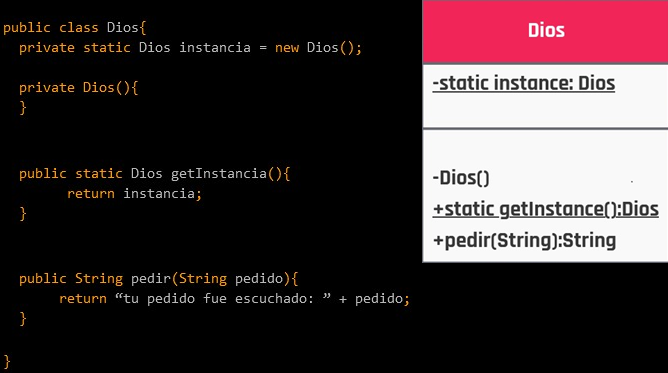 public class Dios{
private static Dios instancia = new Dios();
private Dios(){
}
public static Dios getInstancia(){
return instancia;
}
public String pedir(String pedido){
return “tu pedido fue escuchado: ” + pedido;
}
}
Dios
-static instance: Dios
-Dios()
+static getInstance():Dios
+pedir(String):String